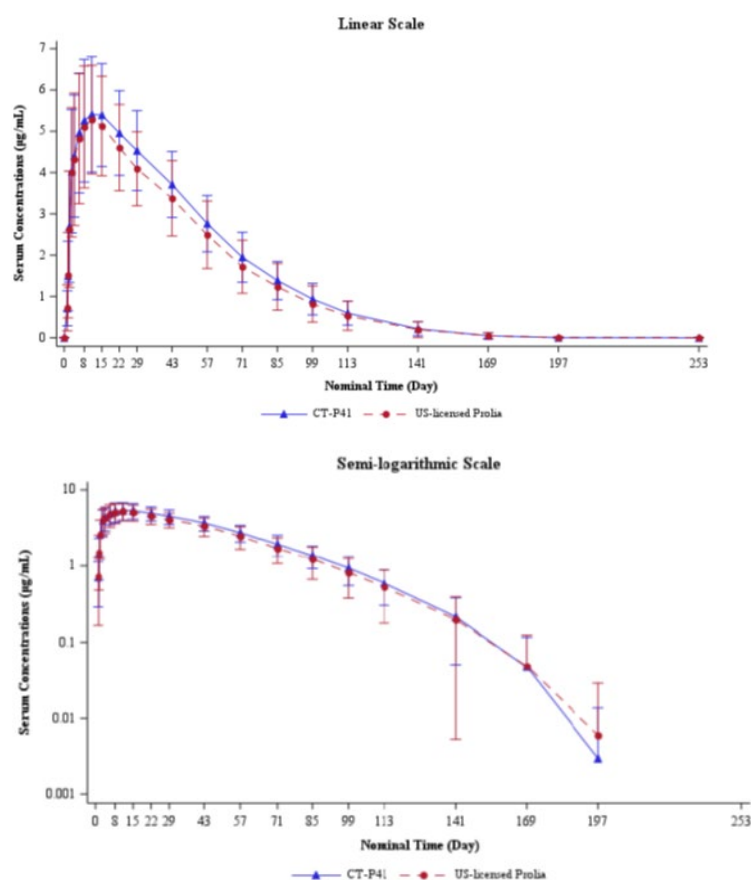 Linear Scale
7
6
5
4
3
2
1
0
Serum Concentrations (μg/mL)
0 8 15 22 29 43 57 71 85 99 113 141 169 197 253
Nominal Time (Day)
CT-P41 US-licensed Prolia
Semi-logarithmic Scale
10
1
0.1
0.01
0.001
Serum Concentrations (μg/mL)
0 8 15 22 29 43 57 71 85 99 113 141 169 197 253
Nominal Time (Day)
CT-P41 US-licensed Prolia